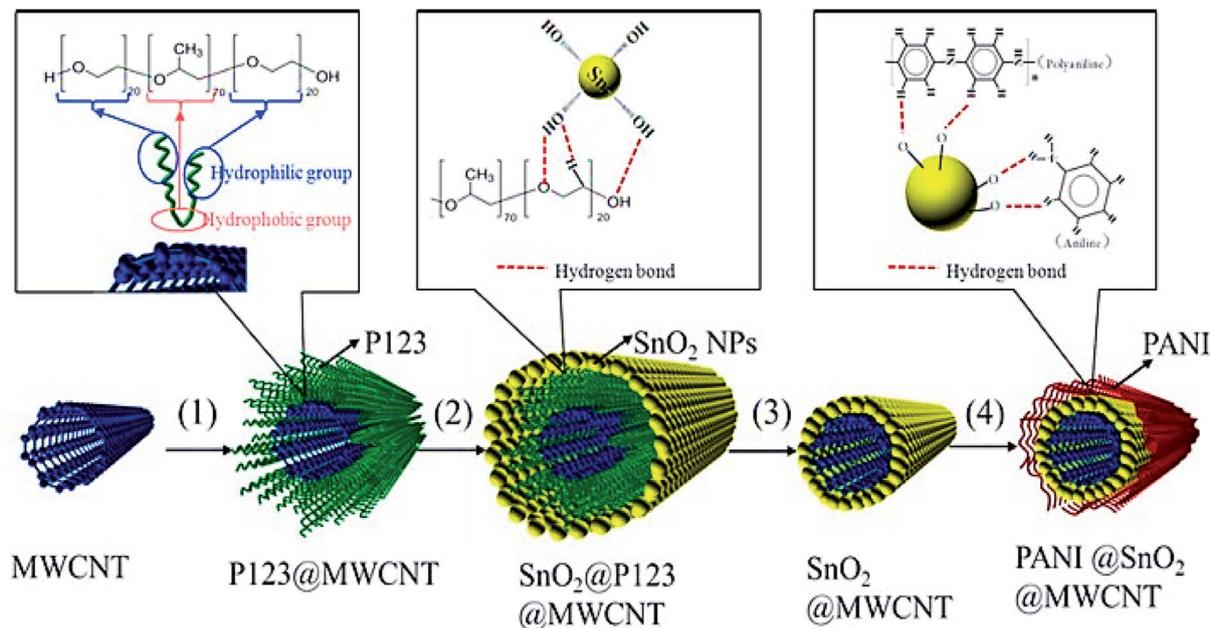 H O 20 CH₃ O 70 O OH 20
Hydrophilic group
Hydrophobic group
HO OH
Sn
HO OH
H
CH₃ O 70 O 20 OH
Hydrogen bond
(Polyaniline)
O
O
O
O
(Aniline)
Hydrogen bond
P123
SnO₂ NPs
PANI
(1)
(2)
(3)
(4)
MWCNT
P123@MWCNT
SnO₂@P123
@MWCNT
SnO₂
@MWCNT
PANI @SnO₂
@MWCNT